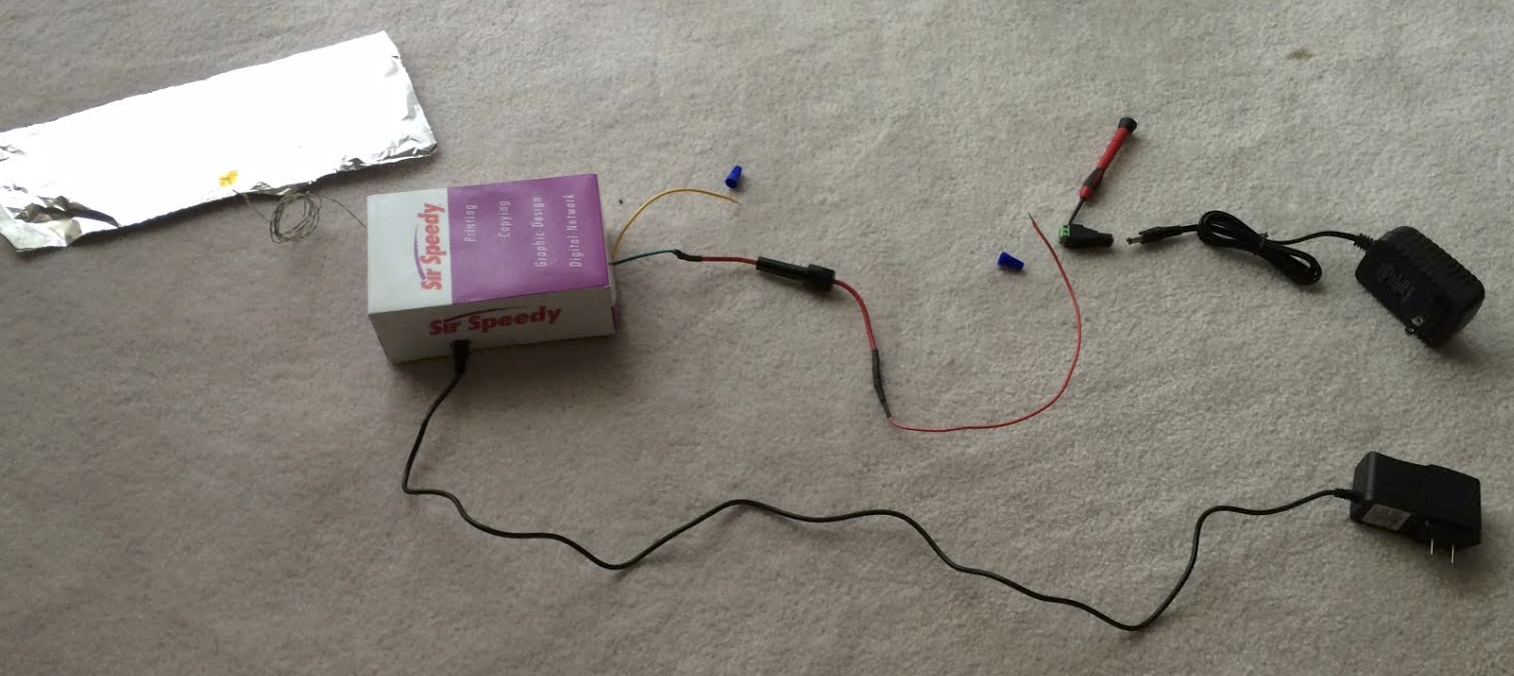 Sir Speedy
Printing
Copying
Graphic Design
Digital Network
Sir Speedy